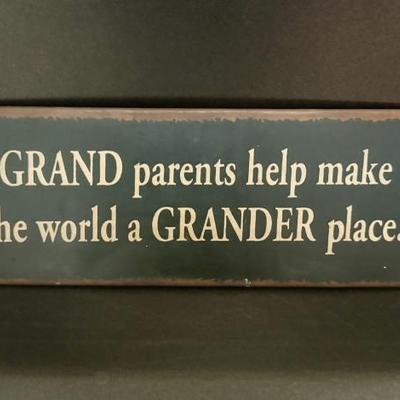 GRAND parents help make
he world a GRANDER place.